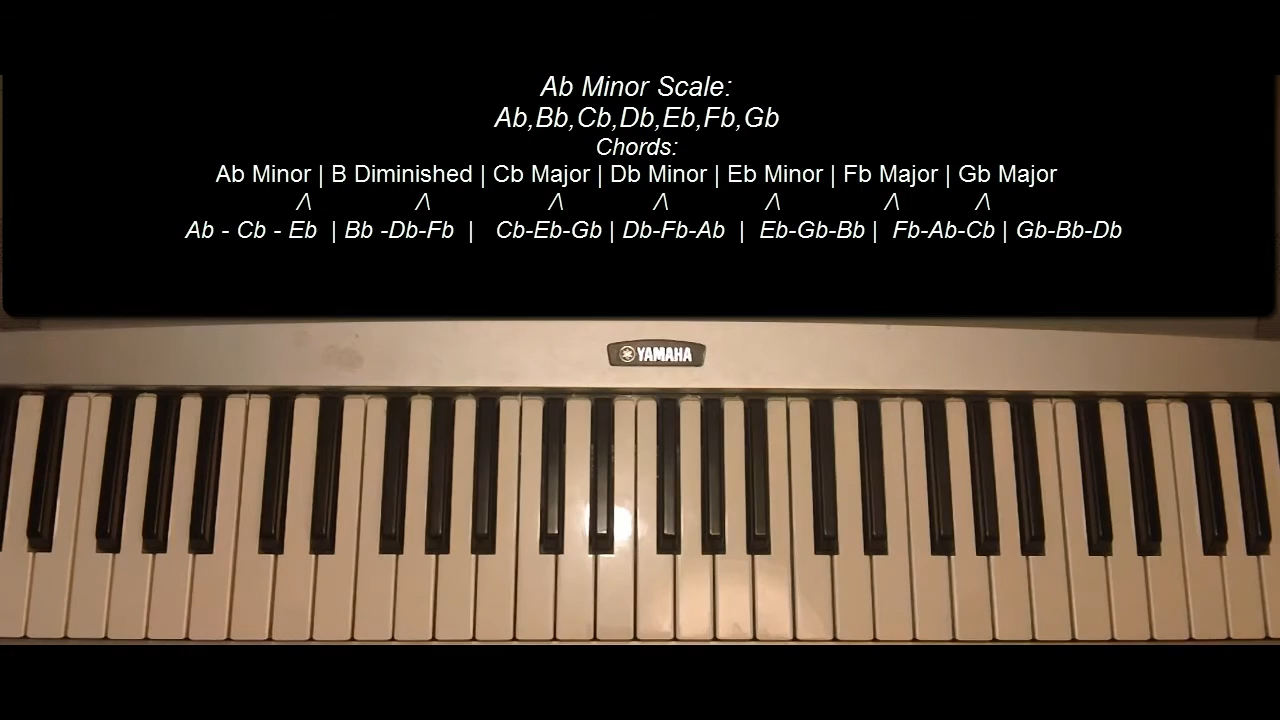 Ab Minor Scale:
Ab,Bb,Cb,Db,Eb,Fb,Gb
Chords:
Ab Minor | B Diminished | Cb Major | Db Minor | Eb Minor | Fb Major | Gb Major
/\ /\ /\ /\ /\ /\ /\
Ab - Cb - Eb | Bb -Db-Fb | Cb-Eb-Gb | Db-Fb-Ab | Eb-Gb-Bb | Fb-Ab-Cb | Gb-Bb-Db
YAMAHA